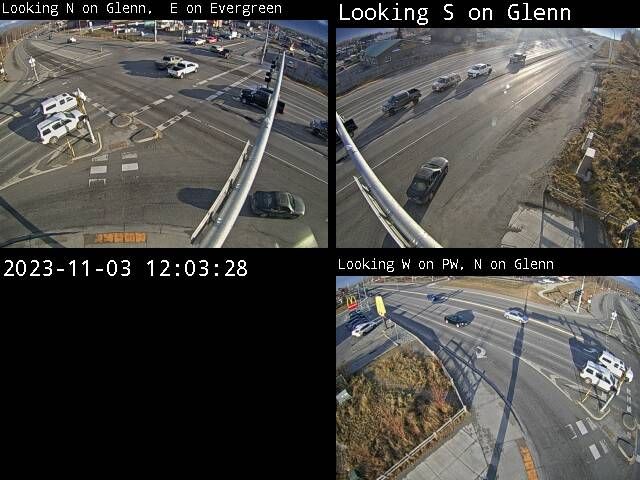 Looking N on Glenn,  E on Evergreen
Looking S on Glenn
2023-11-03 12:03:28
Looking W on PW, N on Glenn